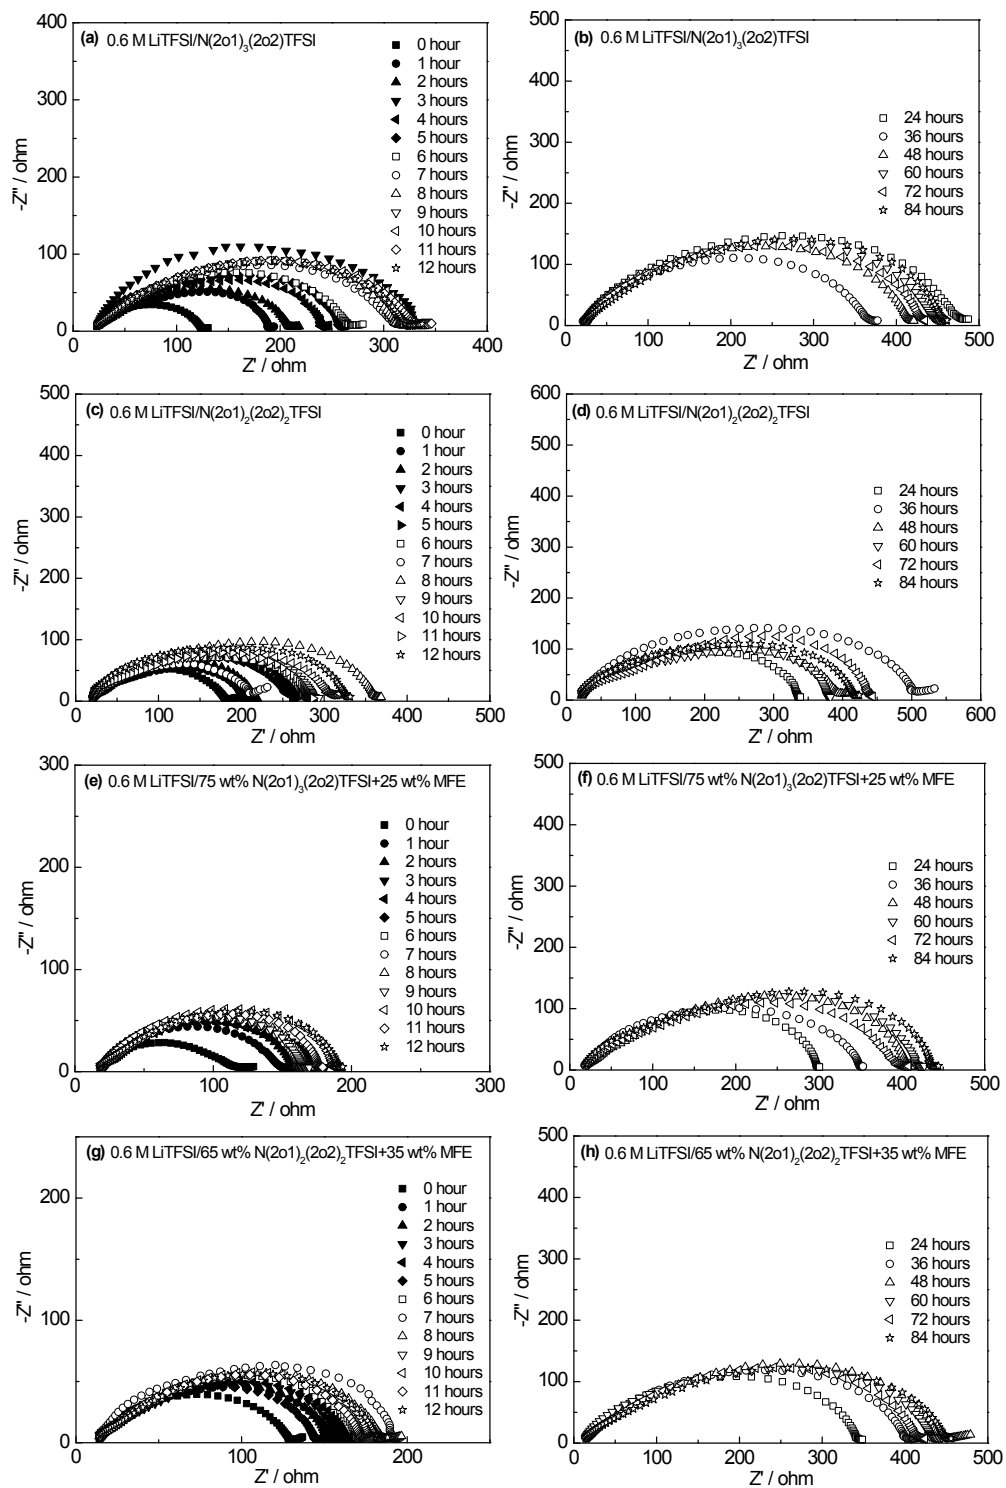 (a) 0.6 M LiTFSI/N(2o1)₃(2o2)TFSI
400
300
200
100
0
-Z" / ohm
0 hour
1 hour
2 hours
3 hours
4 hours
5 hours
6 hours
7 hours
8 hours
9 hours
10 hours
11 hours
12 hours
0 100 200 300 400
Z' / ohm
(b) 0.6 M LiTFSI/N(2o1)₃(2o2)TFSI
500
400
300
200
100
0
-Z" / ohm
24 hours
36 hours
48 hours
60 hours
72 hours
84 hours
0 100 200 300 400 500
Z' / ohm
(c) 0.6 M LiTFSI/N(2o1)₂(2o2)₂TFSI
500
400
300
200
100
0
-Z" / ohm
0 hour
1 hour
2 hours
3 hours
4 hours
5 hours
6 hours
7 hours
8 hours
9 hours
10 hours
11 hours
12 hours
0 100 200 300 400 500
Z' / ohm
(d) 0.6 M LiTFSI/N(2o1)₂(2o2)₂TFSI
600
500
400
300
200
100
0
-Z" / ohm
24 hours
36 hours
48 hours
60 hours
72 hours
84 hours
0 100 200 300 400 500 600
Z' / ohm
(e) 0.6 M LiTFSI/75 wt% N(2o1)₃(2o2)TFSI+25 wt% MFE
300
200
100
0
-Z" / ohm
0 hour
1 hour
2 hours
3 hours
4 hours
5 hours
6 hours
7 hours
8 hours
9 hours
10 hours
11 hours
12 hours
0 100 200 300
Z' / ohm
(f) 0.6 M LiTFSI/75 wt% N(2o1)₃(2o2)TFSI+25 wt% MFE
500
400
300
200
100
0
-Z" / ohm
24 hours
36 hours
48 hours
60 hours
72 hours
84 hours
0 100 200 300 400 500
Z' / ohm
(g) 0.6 M LiTFSI/65 wt% N(2o1)₂(2o2)₂TFSI+35 wt% MFE
200
100
0
-Z" / ohm
0 hour
1 hour
2 hours
3 hours
4 hours
5 hours
6 hours
7 hours
8 hours
9 hours
10 hours
11 hours
12 hours
0 100 200
Z' / ohm
(h) 0.6 M LiTFSI/65 wt% N(2o1)₂(2o2)₂TFSI+35 wt% MFE
500
400
300
200
100
0
-Z" / ohm
24 hours
36 hours
48 hours
60 hours
72 hours
84 hours
0 100 200 300 400 500
Z' / ohm